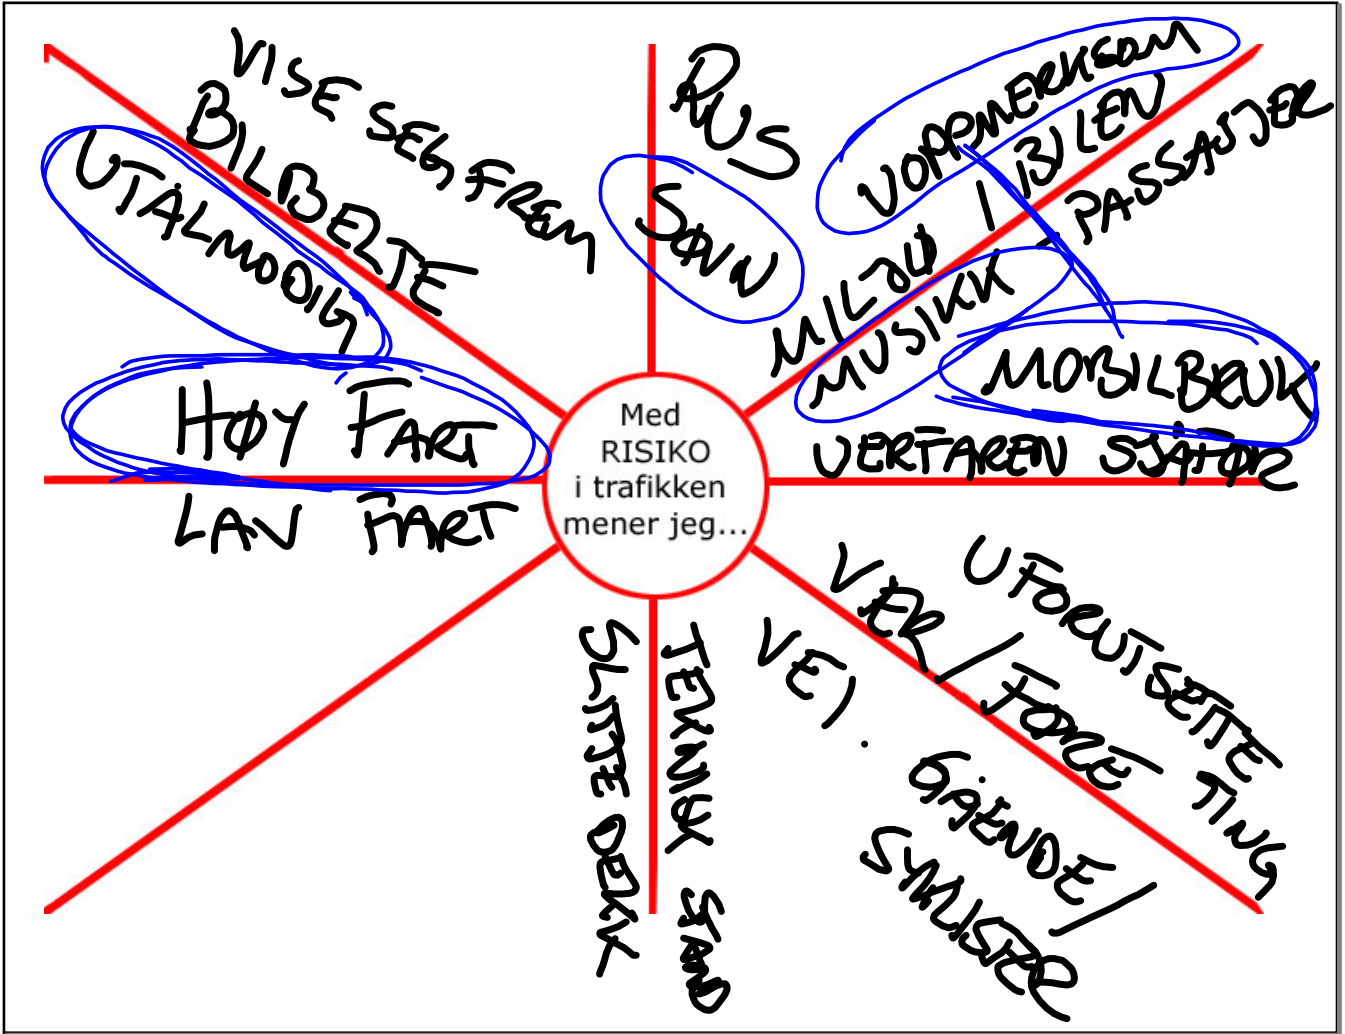 VISE SEG FREM
BILBELTE
UTÅLMODIG
HØY FART
LAV FART
RUS
SØVN
UOPPMERKSOM
MILJØ I BILEN
- PASSASJER
MUSIKK
MOBILBRUK
UERFAREN SJÅFØR
Med
RISIKO
i trafikken
mener jeg...
UFORUTSETTE
TING
VER / FØRE
VEI.
GÅENDE /
SYKLISTER
TEKNISK STAND
SLITTE DEKK